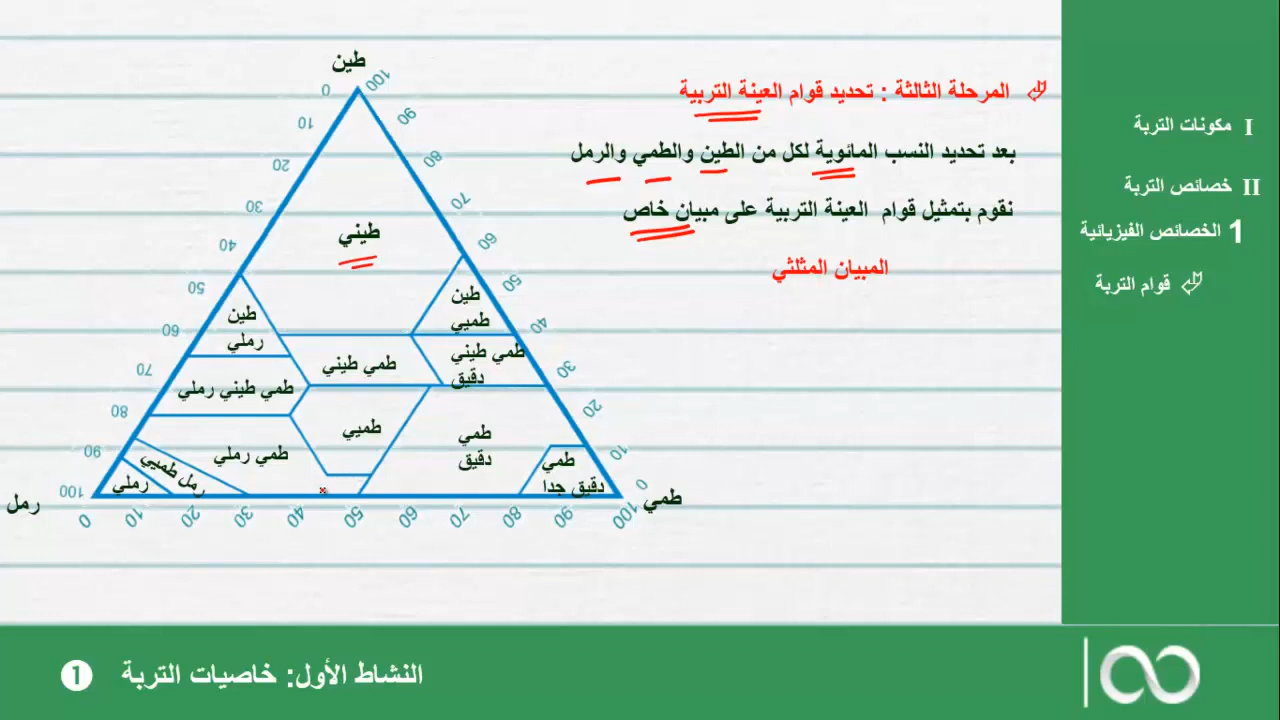 المرحلة الثالثة : تحديد قوام العينة التربية
بعد تحديد النسب المائوية لكل من الطين والطمي والرمل
نقوم بتمثيل قوام العينة التربية على مبيان خاص
المبيان المثلثي
I مكونات التربة
II خصائص التربة
1 الخصائص الفيزيائية
قوام التربة
طين
0
10
20
30
40
50
60
70
80
90
100
100
90
80
70
60
50
40
30
20
10
0
طيني
طين
طميي
طين
رملي
طمي طيني
دقيق
طمي طيني
طمي طيني رملي
طميي
طمي
دقيق
طمي رملي
رمل طميي
رملي
طمي
دقيق جدا
رمل
طمي
0 10 20 30 40 50 60 70 80 90 100
النشاط الأول: خاصيات التربة 1